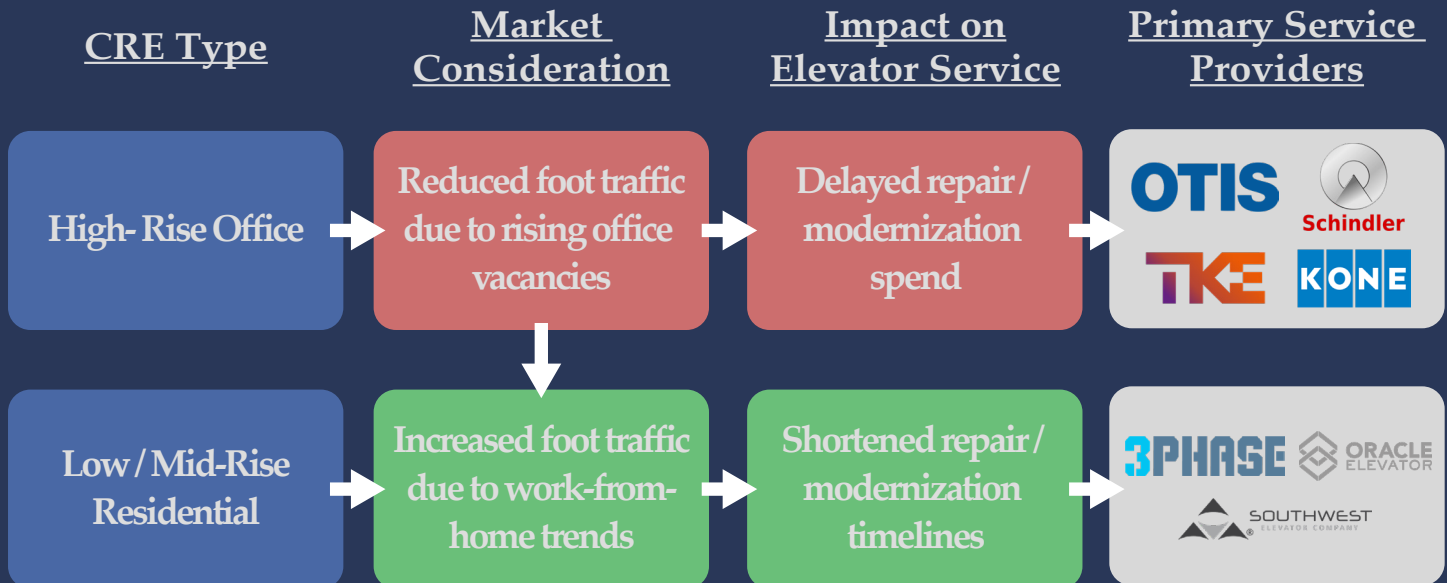 CRE Type
Market
Consideration
Impact on
Elevator Service
Primary Service
Providers
High- Rise Office
Reduced foot traffic
due to rising office
vacancies
Delayed repair /
modernization
spend
OTIS
Schindler
TKE
KONE
Low / Mid-Rise
Residential
Increased foot traffic
due to work-from-
home trends
Shortened repair /
modernization
timelines
3PHASE
ORACLE
ELEVATOR
SOUTHWEST
ELEVATOR COMPANY
®